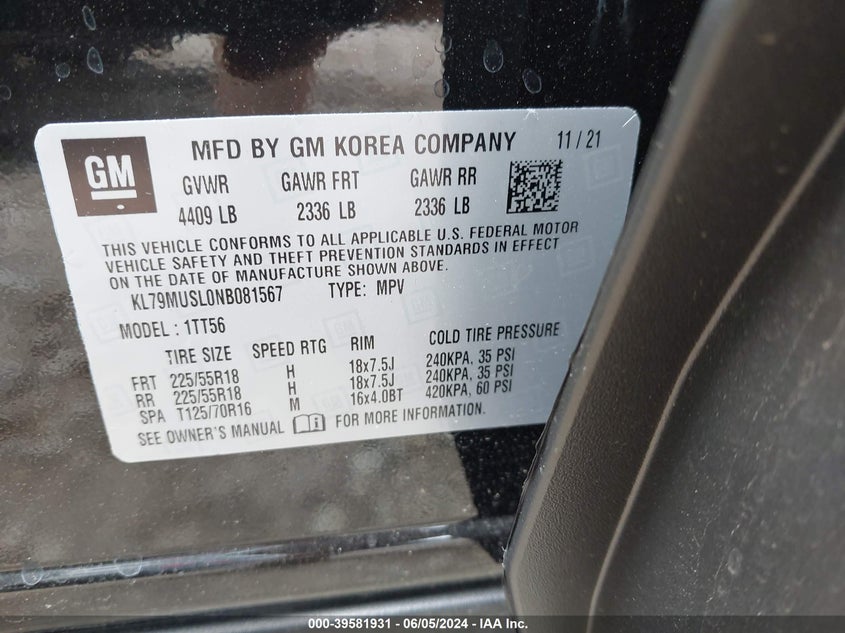 GM
MFD BY GM KOREA COMPANY 11/21
GVWR GAWR FRT GAWR RR
4409 LB 2336 LB 2336 LB
THIS VEHICLE CONFORMS TO ALL APPLICABLE U.S. FEDERAL MOTOR
VEHICLE SAFETY AND THEFT PREVENTION STANDARDS IN EFFECT
ON THE DATE OF MANUFACTURE SHOWN ABOVE.
KL79MUSL0NB081567 TYPE: MPV
MODEL: 1TT56
TIRE SIZE SPEED RTG RIM COLD TIRE PRESSURE
FRT 225/55R18 H 18x7.5J 240KPA, 35 PSI
RR 225/55R18 H 18x7.5J 240KPA, 35 PSI
SPA T125/70R16 M 16x4.0BT 420KPA, 60 PSI
SEE OWNER'S MANUAL FOR MORE INFORMATION.
000-39581931 - 06/05/2024 - IAA Inc.